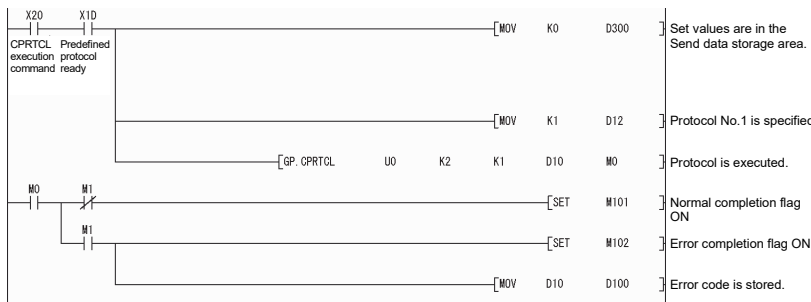 X20 X1D
[MOV K0 D300 ] Set values are in the
CPRTCL Predefined Send data storage area.
execution protocol
command ready
[MOV K1 D12 ] Protocol No.1 is specified
[GP.CPRTCL U0 K2 K1 D10 M0 ] Protocol is executed.
M0 M1
[SET M101 ] Normal completion flag
ON
M1
[SET M102 ] Error completion flag ON
[MOV D10 D100 ] Error code is stored.